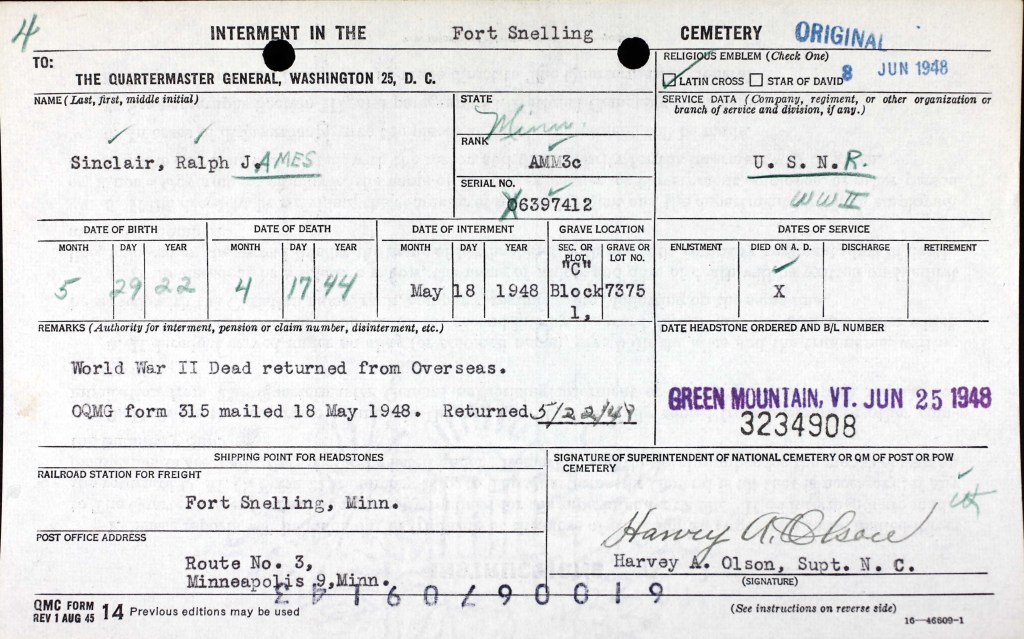 4
INTERMENT IN THE Fort Snelling CEMETERY ORIGINAL
TO:
THE QUARTERMASTER GENERAL, WASHINGTON 25, D. C.
RELIGIOUS EMBLEM (Check One)
LATIN CROSS STAR OF DAVID
8 JUN 1948
NAME (Last, first, middle initial)
Sinclair, Ralph J.AMES
STATE
Minn
RANK
AMM3c
SERIAL NO.
06397412
SERVICE DATA (Company, regiment, or other organization or
branch of service and division, if any.)
U. S. N.R.
WW II
DATE OF BIRTH DATE OF DEATH DATE OF INTERMENT GRAVE LOCATION DATES OF SERVICE
MONTH DAY YEAR MONTH DAY YEAR MONTH DAY YEAR SEC. OR PLOT GRAVE OR LOT NO. ENLISTMENT DIED ON A. D. DISCHARGE RETIREMENT
"C"
5 29 22 4 17 44 May 18 1948 Block 7375 X
1,
REMARKS (Authority for interment, pension or claim number, disinterment, etc.)
World War II Dead returned from Overseas.
OQMG form 315 mailed 18 May 1948. Returned 5/22/48
DATE HEADSTONE ORDERED AND B/L NUMBER
GREEN MOUNTAIN, VT. JUN 25 1948
3234908
SHIPPING POINT FOR HEADSTONES
RAILROAD STATION FOR FREIGHT
Fort Snelling, Minn.
POST OFFICE ADDRESS
Route No. 3,
Minneapolis 9,Minn.
SIGNATURE OF SUPERINTENDENT OF NATIONAL CEMETERY OR QM OF POST OR POW
CEMETERY
Harvey A. Olson
Harvey A. Olson, Supt. N. C.
(SIGNATURE)
QMC FORM
REV 1 AUG 45 14 Previous editions may be used
(See instructions on reverse side)
16—46609-1